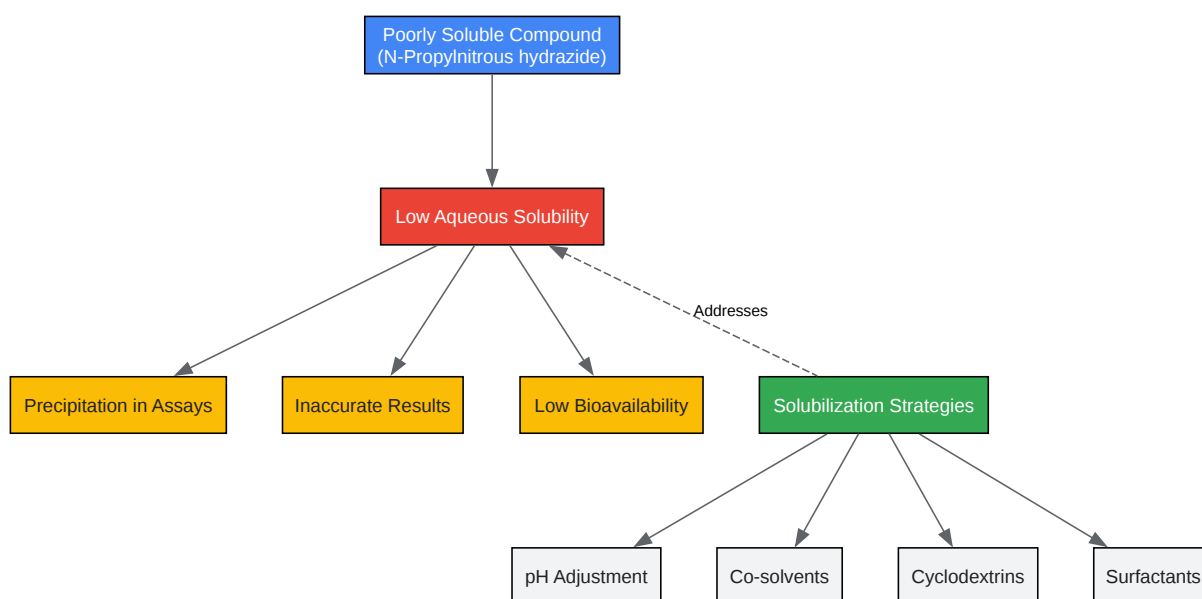 Poorly Soluble Compound
(N-Propylnitrous hydrazide)
Low Aqueous Solubility
Addresses
Precipitation in Assays
Inaccurate Results
Low Bioavailability
Solubilization Strategies
pH Adjustment
Co-solvents
Cyclodextrins
Surfactants